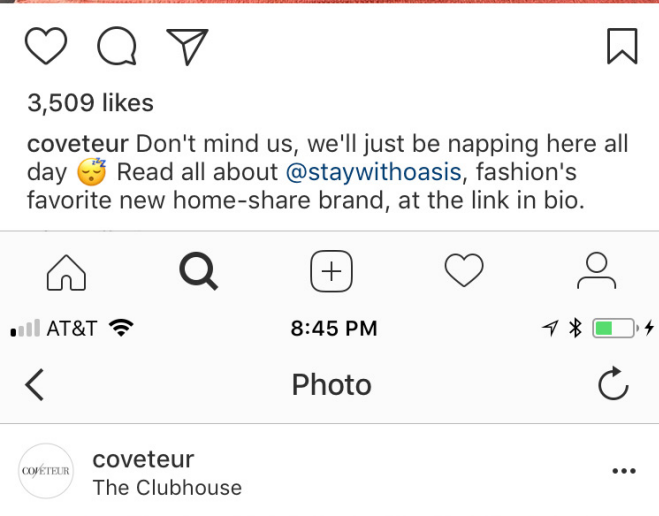 3,509 likes
coveteur Don't mind us, we'll just be napping here all
day 😴 Read all about @staywithoasis, fashion's
favorite new home-share brand, at the link in bio.
AT&T 8:45 PM
Photo
COVETEUR
coveteur
The Clubhouse